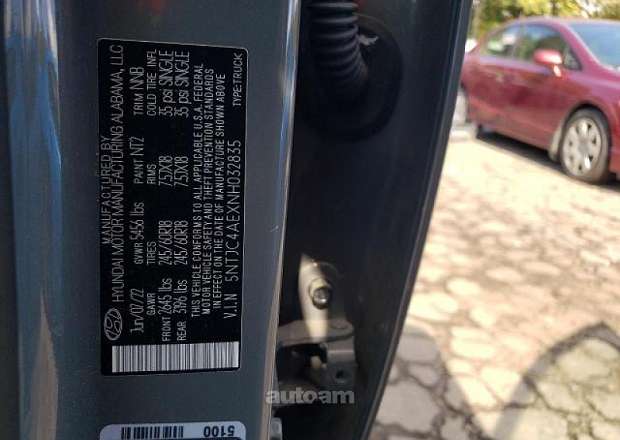 MANUFACTURED BY
HYUNDAI MOTOR MANUFACTURING ALABAMA, LLC
Jun/07/22 GVWR 5456 lbs PAINT NT2 TRIM NNB
GAWR TIRES RIMS COLD TIRE INFL
FRONT 2645 lbs 245/60R18 7.5JX18 35 psi SINGLE
REAR 3196 lbs 245/60R18 7.5JX18 35 psi SINGLE
THIS VEHICLE CONFORMS TO ALL APPLICABLE U.S.A. FEDERAL
MOTOR VEHICLE SAFETY AND THEFT PREVENTION STANDARDS
IN EFFECT ON THE DATE OF MANUFACTURE SHOWN ABOVE
V.I.N 5NTJC4AEXNH032835 TYPE:TRUCK
5100
autoam